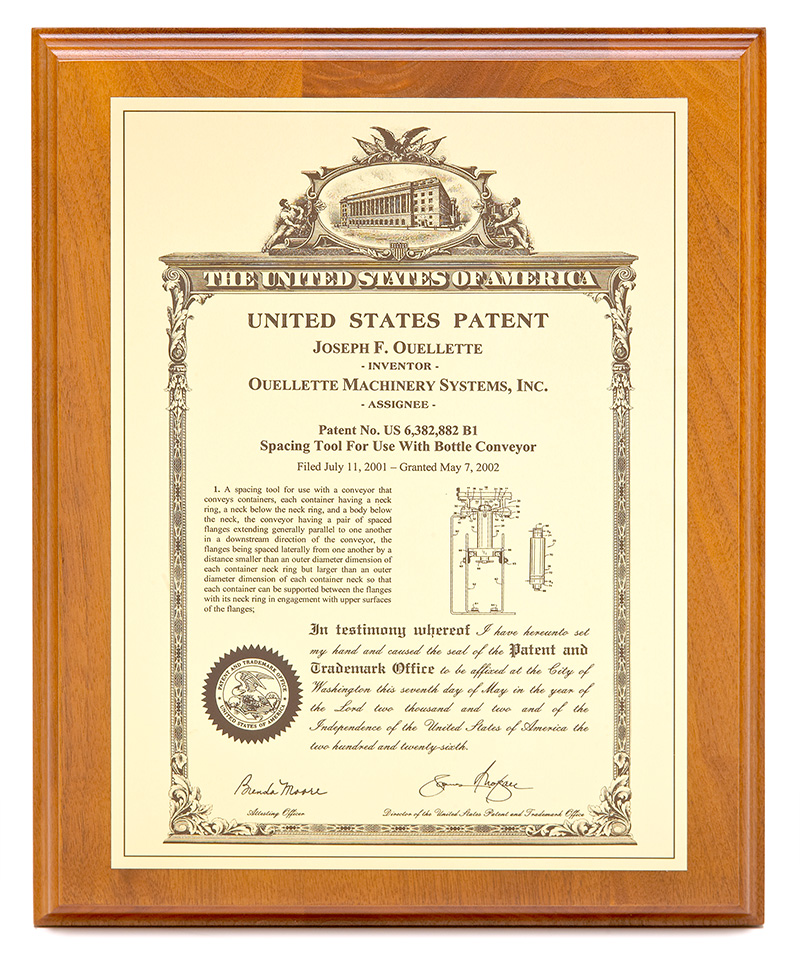 THE UNITED STATES OF AMERICA
UNITED STATES PATENT
JOSEPH F. OUELLETTE
- INVENTOR -
OUELLETTE MACHINERY SYSTEMS, INC.
- ASSIGNEE -
Patent No. US 6,382,882 B1
Spacing Tool For Use With Bottle Conveyor
Filed July 11, 2001 – Granted May 7, 2002
1. A spacing tool for use with a conveyor that
conveys containers, each container having a neck
ring, a neck below the neck ring, and a body below
the neck, the conveyor having a pair of spaced
flanges extending generally parallel to one another
in a downstream direction of the conveyor, the
flanges being spaced laterally from one another by a
distance smaller than an outer diameter dimension of
each container neck ring but larger than an outer
diameter dimension of each container neck so that
each container can be supported between the flanges
with its neck ring in engagement with upper surfaces
of the flanges;
In testimony whereof I have hereunto set
my hand and caused the seal of the Patent and
Trademark Office to be affixed at the City of
Washington this seventh day of May in the year of
the Lord two thousand and two and of the
Independence of the United States of America the
two hundred and twenty-sixth.
PATENT AND TRADEMARK OFFICE
UNITED STATES OF AMERICA
Brenda Moore
Attesting Officer
Director of the United States Patent and Trademark Office